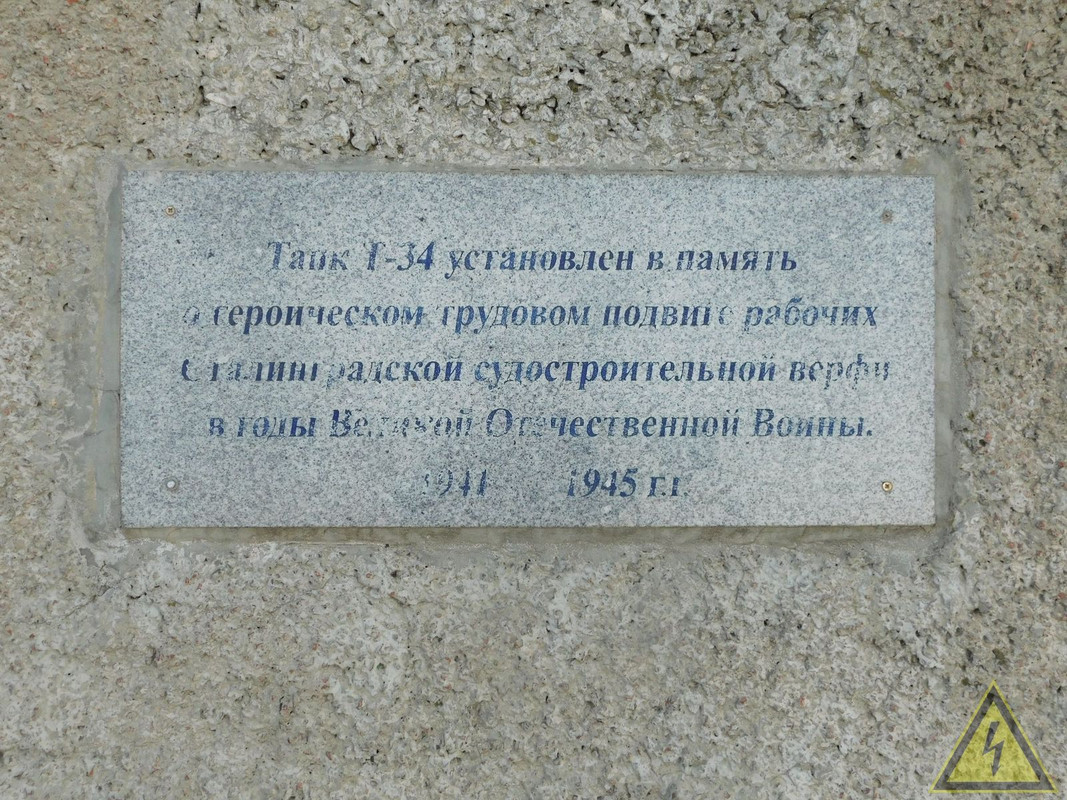 Танк Т-34 установлен в память
о героическом трудовом подвиге рабочих
Сталинградской судостроительной верфи
в годы Великой Отечественной Войны.
1941 1945 г.г.